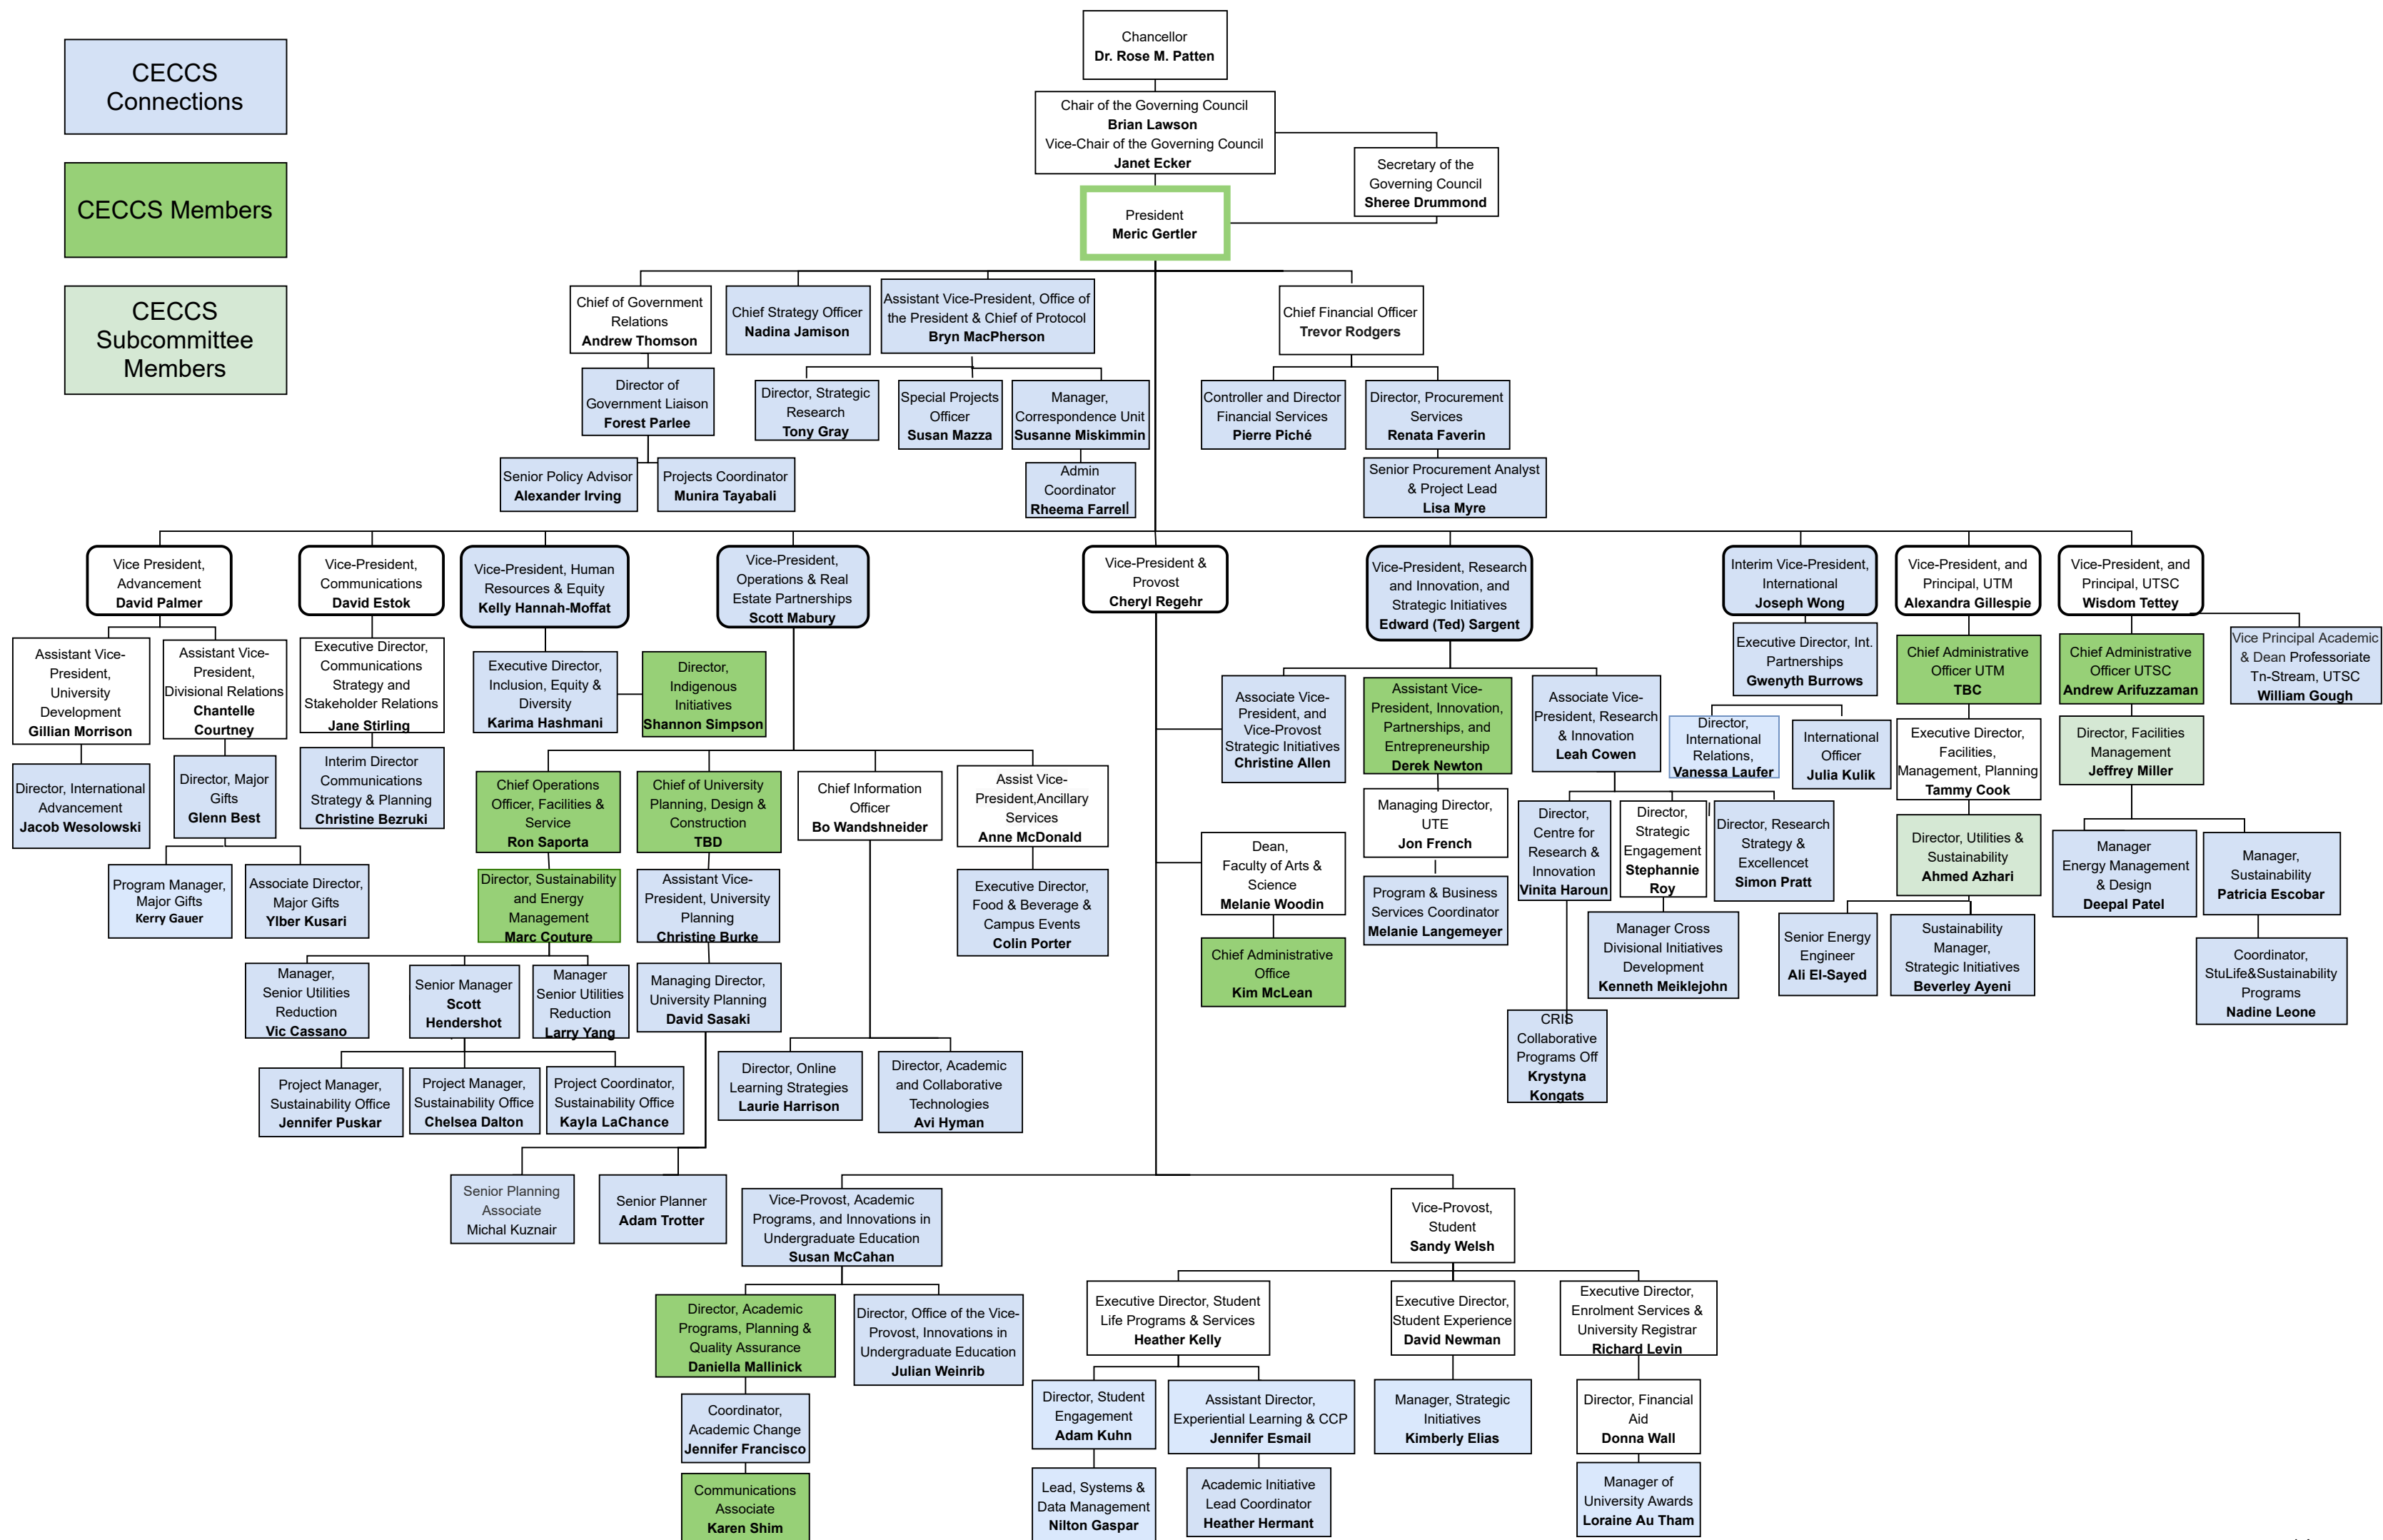 CECCS
Connections
CECCS Members
CECCS
Subcommittee
Members
Chancellor
Dr. Rose M. Patten
Chair of the Governing Council
Brian Lawson
Vice-Chair of the Governing Council
Janet Ecker
Secretary of the
Governing Council
Sheree Drummond
President
Meric Gertler
Chief of Government
Relations
Andrew Thomson
Chief Strategy Officer
Nadina Jamison
Assistant Vice-President, Office of
the President & Chief of Protocol
Bryn MacPherson
Chief Financial Officer
Trevor Rodgers
Director of
Government Liaison
Forest Parlee
Director, Strategic
Research
Tony Gray
Special Projects
Officer
Susan Mazza
Manager,
Correspondence Unit
Susanne Miskimmin
Controller and Director
Financial Services
Pierre Piché
Director, Procurement
Services
Renata Faverin
Senior Policy Advisor
Alexander Irving
Projects Coordinator
Munira Tayabali
Admin
Coordinator
Rheema Farrell
Senior Procurement Analyst
& Project Lead
Lisa Myre
Vice President,
Advancement
David Palmer
Vice-President,
Communications
David Estok
Vice-President, Human
Resources & Equity
Kelly Hannah-Moffat
Vice-President,
Operations & Real
Estate Partnerships
Scott Mabury
Vice-President &
Provost
Cheryl Regehr
Vice-President, Research
and Innovation, and
Strategic Initiatives
Edward (Ted) Sargent
Interim Vice-President,
International
Joseph Wong
Vice-President, and
Principal, UTM
Alexandra Gillespie
Vice-President, and
Principal, UTSC
Wisdom Tettey
Assistant Vice-
President,
University
Development
Gillian Morrison
Assistant Vice-
President,
Divisional Relations
Chantelle
Courtney
Executive Director,
Communications
Strategy and
Stakeholder Relations
Jane Stirling
Executive Director,
Inclusion, Equity &
Diversity
Karima Hashmani
Director,
Indigenous
Initiatives
Shannon Simpson
Associate Vice-
President, and
Vice-Provost
Strategic Initiatives
Christine Allen
Assistant Vice-
President, Innovation,
Partnerships, and
Entrepreneurship
Derek Newton
Associate Vice-
President, Research
& Innovation
Leah Cowen
Executive Director, Int.
Partnerships
Gwenyth Burrows
Chief Administrative
Officer UTM
TBC
Chief Administrative
Officer UTSC
Andrew Arifuzzaman
Vice Principal Academic
& Dean Professoriate
Tn-Stream, UTSC
William Gough
Director, International
Advancement
Jacob Wesolowski
Director, Major
Gifts
Glenn Best
Interim Director
Communications
Strategy & Planning
Christine Bezruki
Chief Operations
Officer, Facilities &
Service
Ron Saporta
Chief of University
Planning, Design &
Construction
TBD
Chief Information
Officer
Bo Wandshneider
Assist Vice-
President,Ancillary
Services
Anne McDonald
Managing Director,
UTE
Jon French
Director,
International
Relations,
Vanessa Laufer
International
Officer
Julia Kulik
Executive Director,
Facilities,
Management, Planning
Tammy Cook
Director, Facilities
Management
Jeffrey Miller
Program Manager,
Major Gifts
Kerry Gauer
Associate Director,
Major Gifts
Ylber Kusari
Director, Sustainability
and Energy
Management
Marc Couture
Assistant Vice-
President, University
Planning
Christine Burke
Executive Director,
Food & Beverage &
Campus Events
Colin Porter
Dean,
Faculty of Arts &
Science
Melanie Woodin
Program & Business
Services Coordinator
Melanie Langemeyer
Director,
Centre for
Research &
Innovation
Vinita Haroun
Director,
Strategic
Engagement
Stephannie
Roy
Director, Research
Strategy &
Excellencet
Simon Pratt
Director, Utilities &
Sustainability
Ahmed Azhari
Manager
Energy Management
& Design
Deepal Patel
Manager,
Sustainability
Patricia Escobar
Manager,
Senior Utilities
Reduction
Vic Cassano
Senior Manager
Scott
Hendershot
Manager
Senior Utilities
Reduction
Larry Yang
Managing Director,
University Planning
David Sasaki
Chief Administrative
Office
Kim McLean
Manager Cross
Divisional Initiatives
Development
Kenneth Meiklejohn
Senior Energy
Engineer
Ali El-Sayed
Sustainability
Manager,
Strategic Initiatives
Beverley Ayeni
Coordinator,
StuLife&Sustainability
Programs
Nadine Leone
Project Manager,
Sustainability Office
Jennifer Puskar
Project Manager,
Sustainability Office
Chelsea Dalton
Project Coordinator,
Sustainability Office
Kayla LaChance
Director, Online
Learning Strategies
Laurie Harrison
Director, Academic
and Collaborative
Technologies
Avi Hyman
CRIS
Collaborative
Programs Off
Krystyna
Kongats
Senior Planning
Associate
Michal Kuznair
Senior Planner
Adam Trotter
Vice-Provost, Academic
Programs, and Innovations in
Undergraduate Education
Susan McCahan
Vice-Provost,
Student
Sandy Welsh
Director, Academic
Programs, Planning &
Quality Assurance
Daniella Mallinick
Director, Office of the Vice-
Provost, Innovations in
Undergraduate Education
Julian Weinrib
Executive Director, Student
Life Programs & Services
Heather Kelly
Executive Director,
Student Experience
David Newman
Executive Director,
Enrolment Services &
University Registrar
Richard Levin
Coordinator,
Academic Change
Jennifer Francisco
Director, Student
Engagement
Adam Kuhn
Assistant Director,
Experiential Learning & CCP
Jennifer Esmail
Manager, Strategic
Initiatives
Kimberly Elias
Director, Financial
Aid
Donna Wall
Communications
Associate
Karen Shim
Lead, Systems &
Data Management
Nilton Gaspar
Academic Initiative
Lead Coordinator
Heather Hermant
Manager of
University Awards
Loraine Au Tham